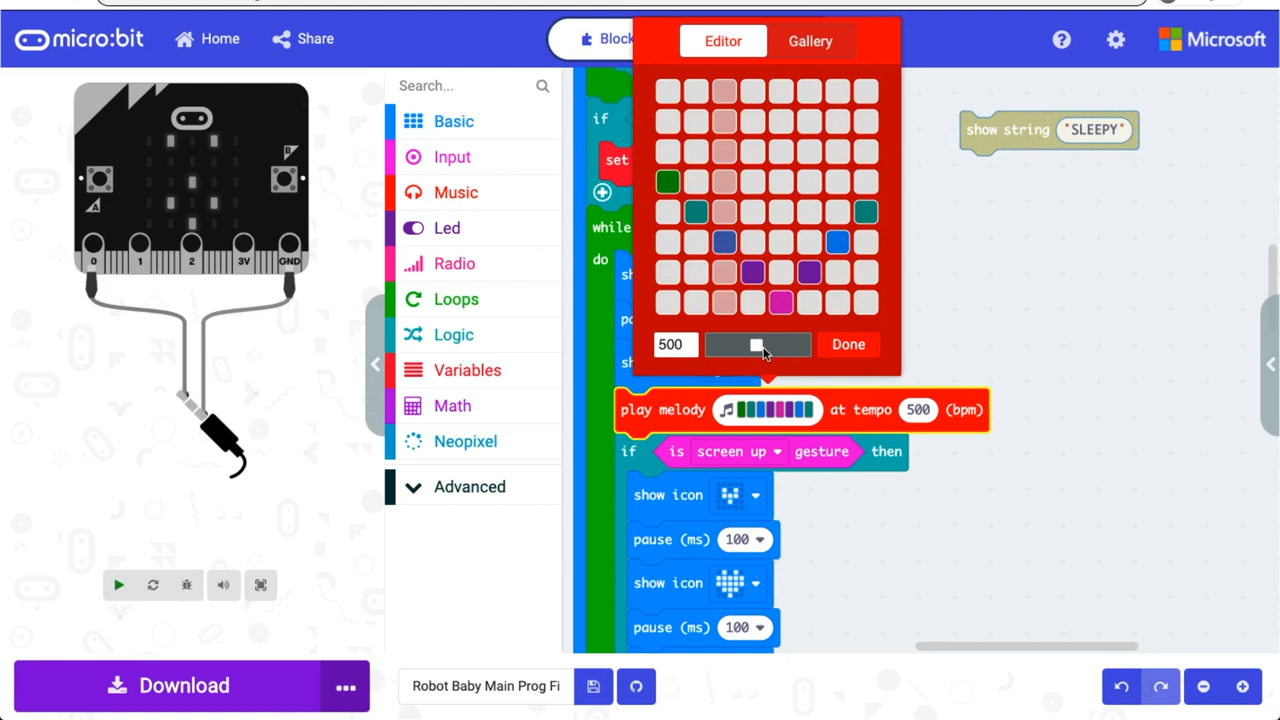 micro:bit
Home
Share
Block
Editor
Gallery
Microsoft
Search...
Basic
Input
Music
Led
Radio
Loops
Logic
Variables
Math
Neopixel
Advanced
A
B
0 1 2 3V GND
if
set
while
do
show string "SLEEPY"
500
Done
play melody at tempo 500 (bpm)
if is screen up gesture then
show icon
pause (ms) 100
show icon
pause (ms) 100
Download
Robot Baby Main Prog Fi